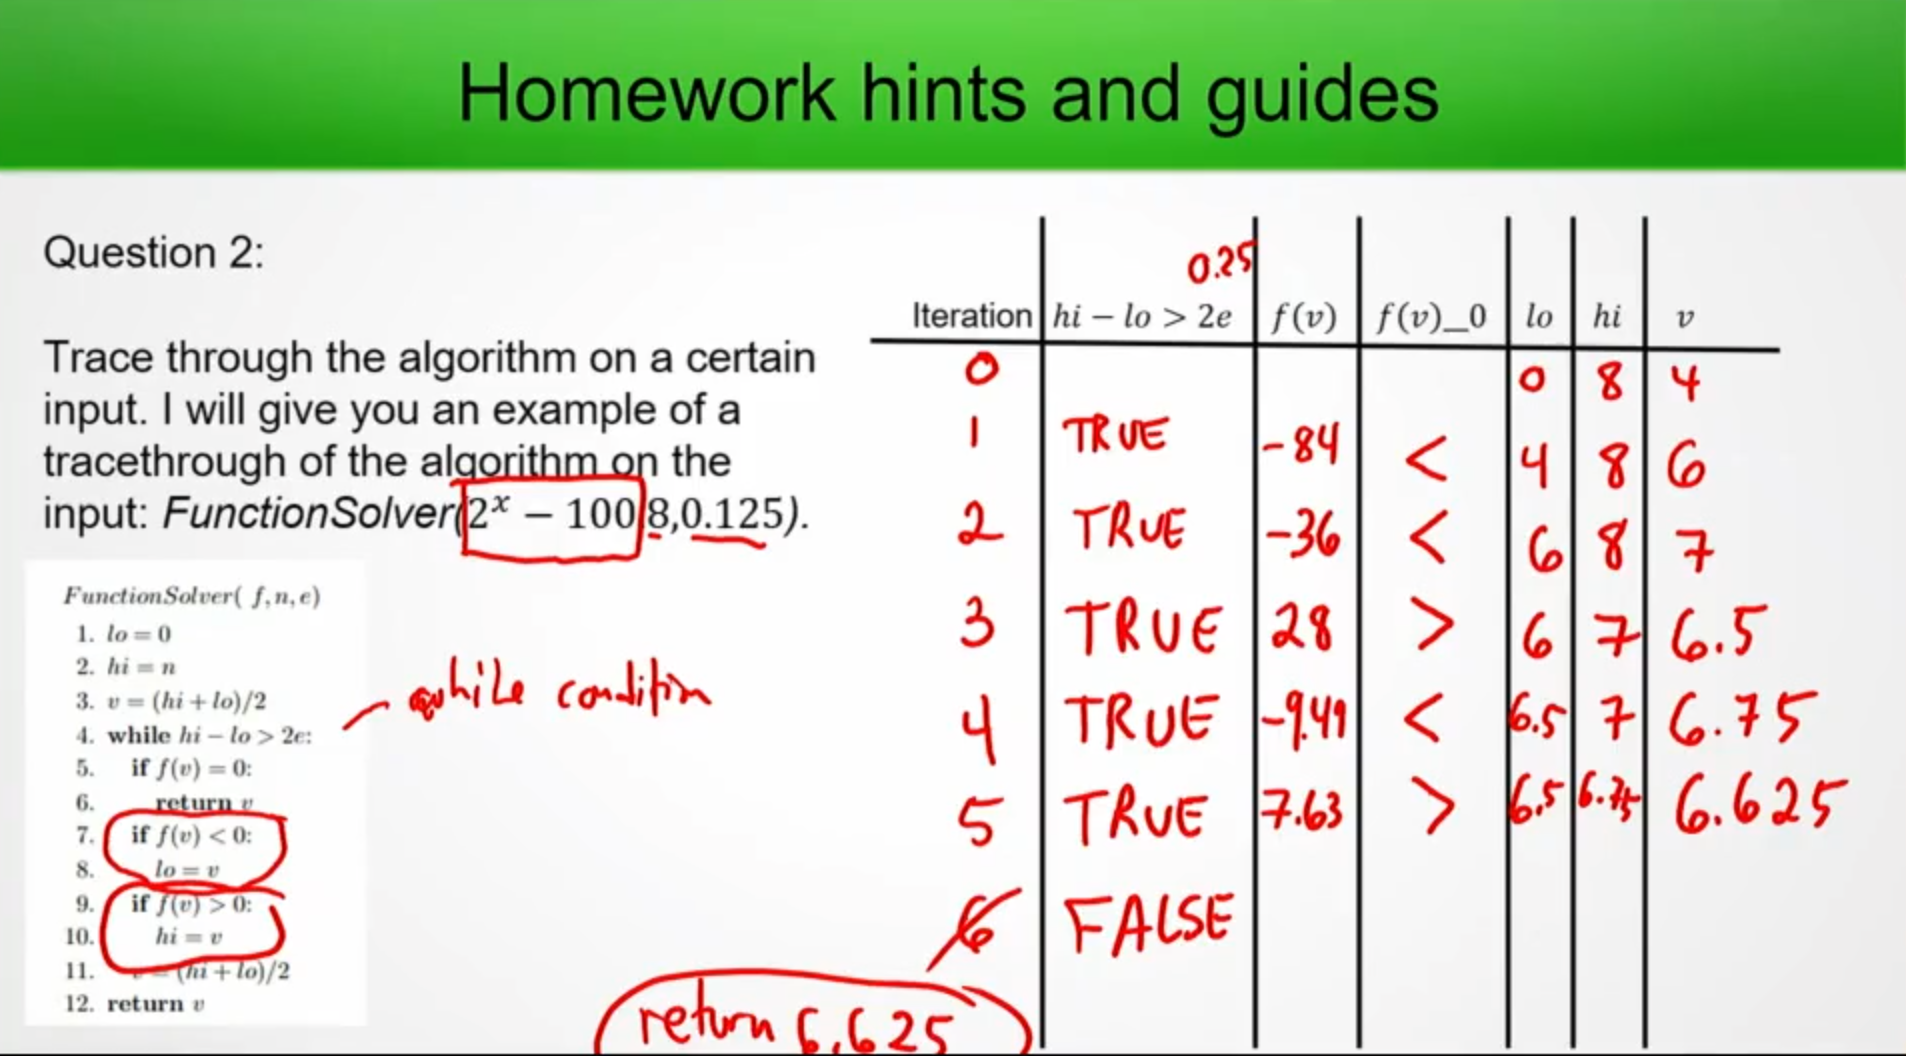 Homework hints and guides
Question 2:
Trace through the algorithm on a certain
input. I will give you an example of a
tracethrough of the algorithm on the
input: FunctionSolver(2ˣ − 100 8,0.125).
FunctionSolver( f, n, e)
1. lo = 0
2. hi = n
3. v = (hi + lo)/2
4. while hi − lo > 2e:
5. if f(v) = 0:
6. return v
7. if f(v) < 0:
8. lo = v
9. if f(v) > 0:
10. hi = v
11. v = (hi + lo)/2
12. return v
while condition
0.25
Iteration hi − lo > 2e f(v) f(v)_0 lo hi v
0 0 8 4
1 TRUE -84 < 4 8 6
2 TRUE -36 < 6 8 7
3 TRUE 28 > 6 7 6.5
4 TRUE -9.49 < 6.5 7 6.75
5 TRUE 7.63 > 6.5 6.75 6.625
6 FALSE
return 6.625